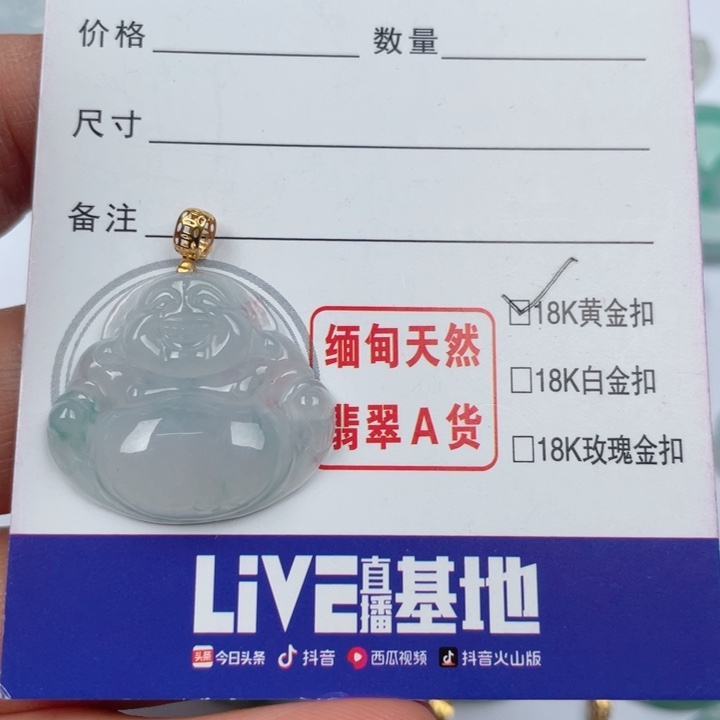 价格 数量
尺寸
备注
缅甸天然
翡翠A货
18K黄金扣
18K白金扣
18K玫瑰金扣
LiVE直播基地
头条 今日头条 抖音 西瓜视频 抖音火山版